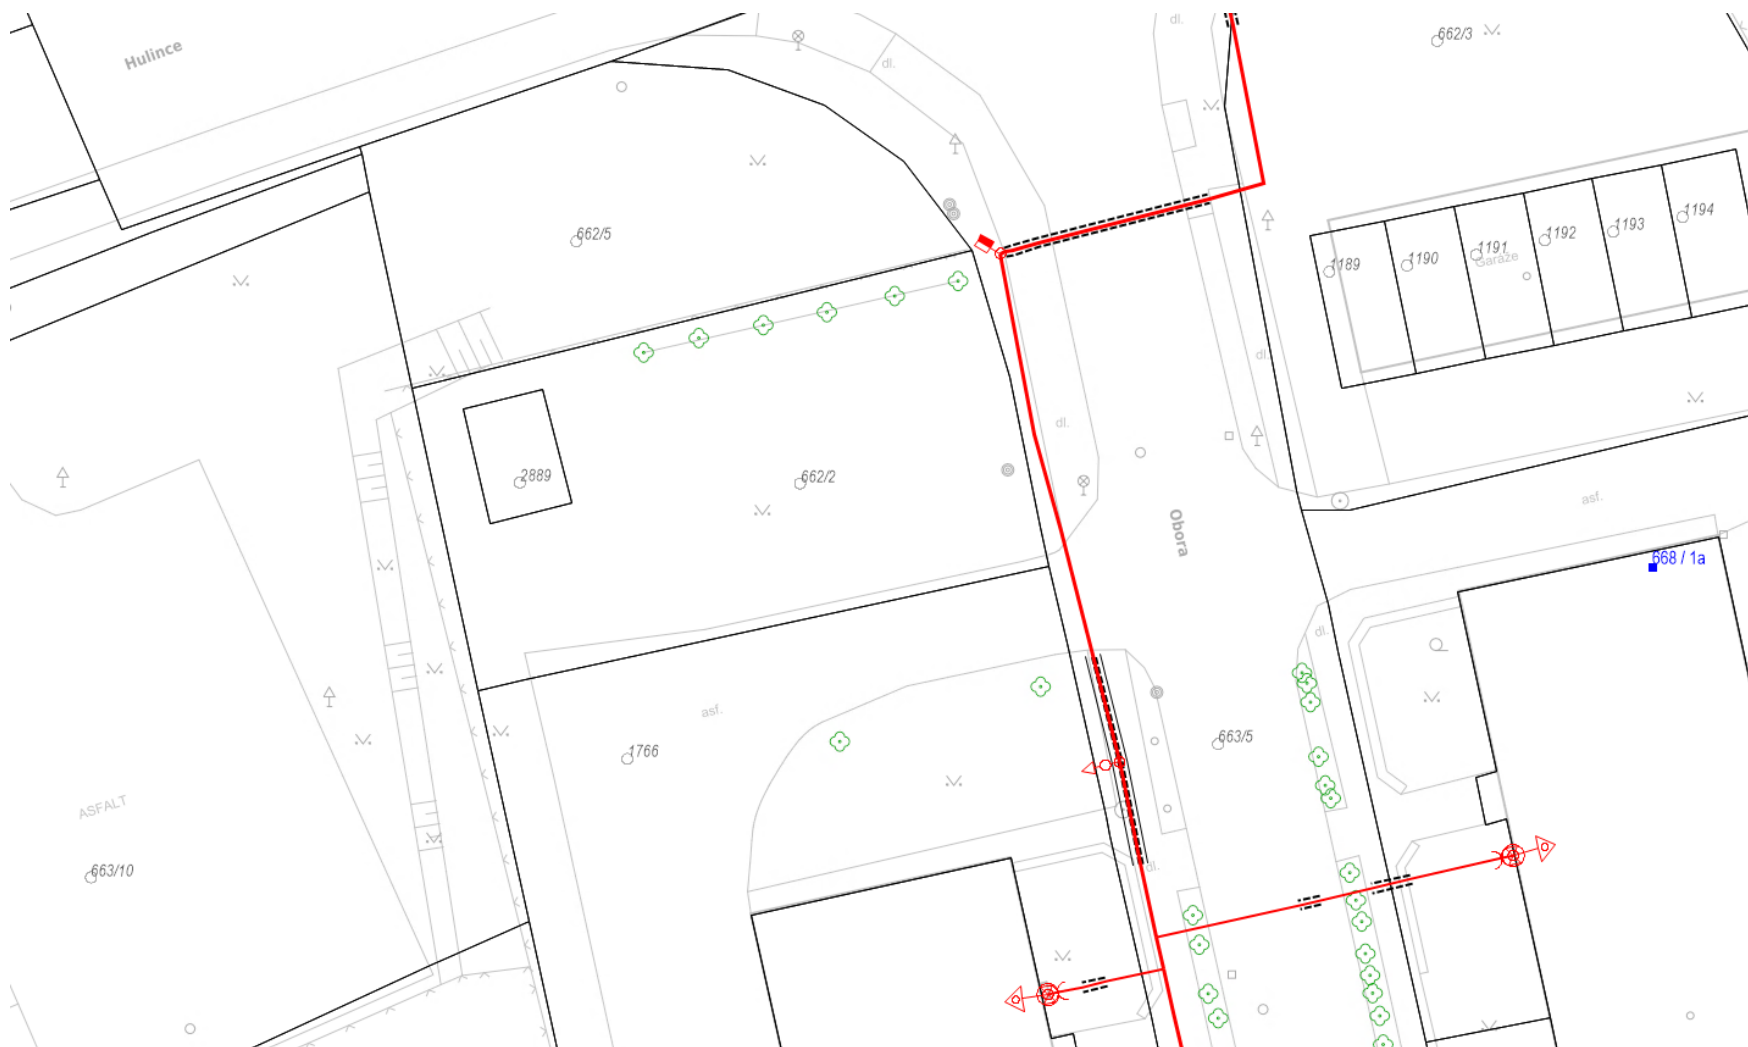 dl.
662/3
Hulince
dl.
662/5
1194
1193
1192
1191
1190
1189
Garáže
dl.
dl.
2889
662/2
asf.
Obora
668 / 1a
dl.
asf.
1766
663/5
ASFALT
663/10
dl.